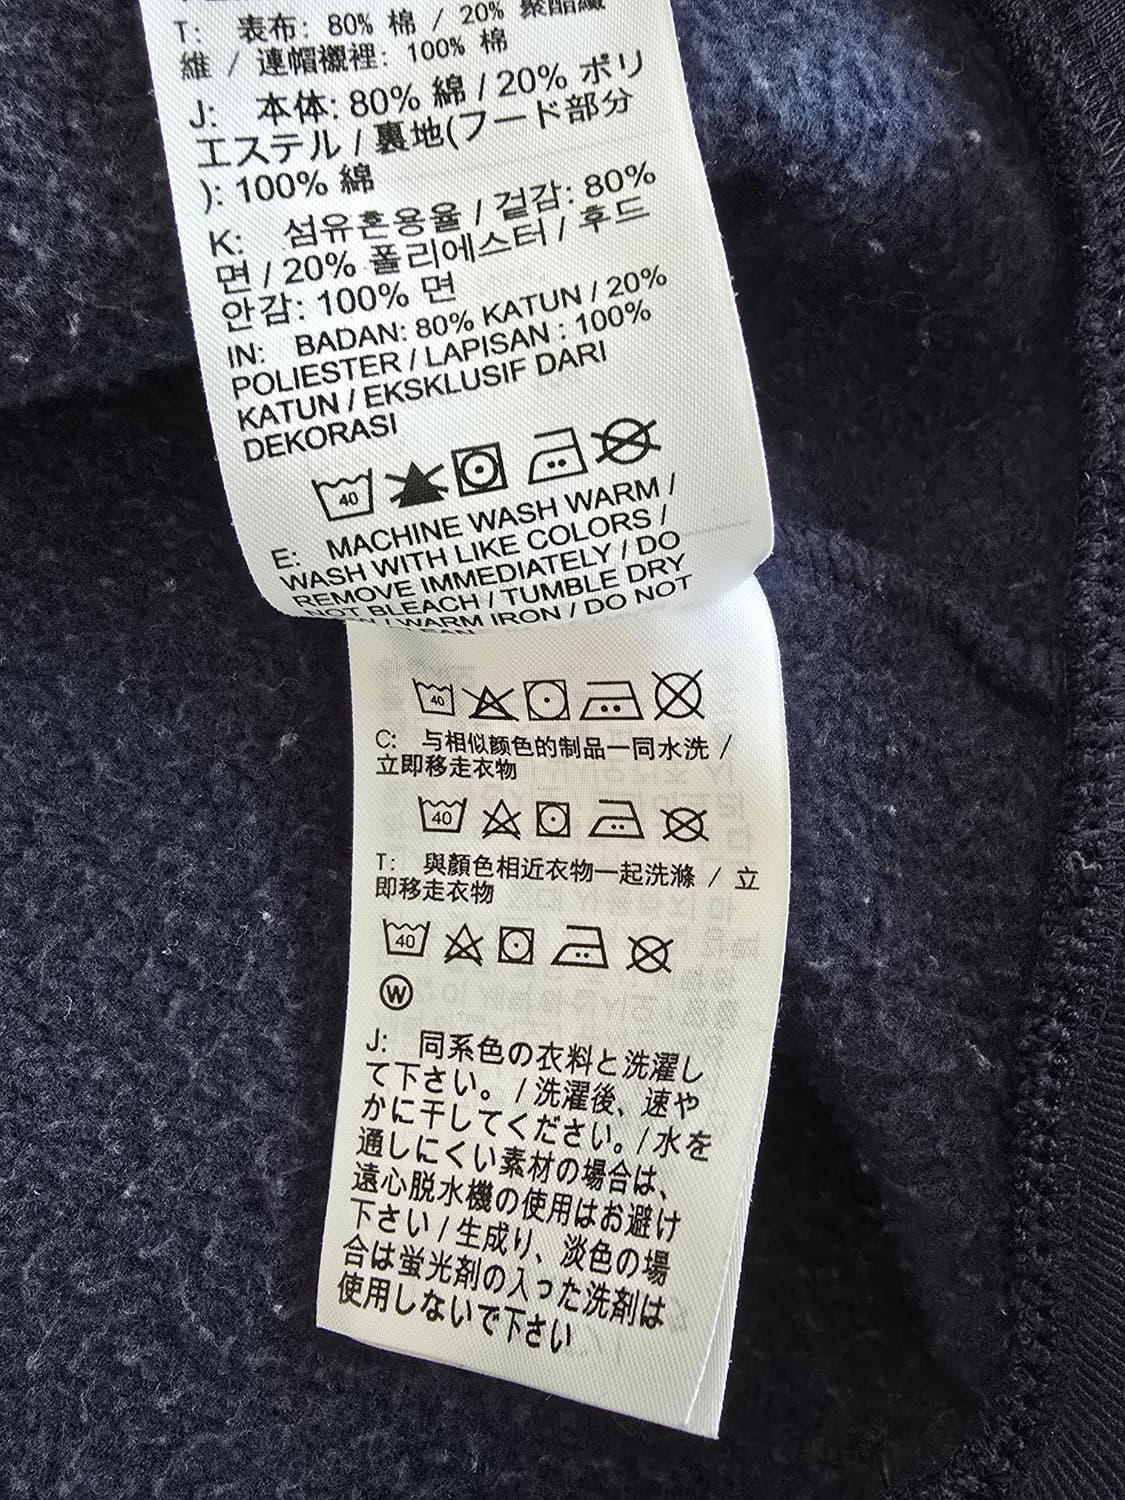 T: 表布: 80% 棉 / 20% 聚酯纖
維 / 連帽襯裡: 100% 棉
J: 本体: 80% 綿 / 20% ポリ
エステル / 裏地(フード部分
): 100% 綿
K: 섬유혼용율 / 겉감: 80%
면 / 20% 폴리에스터 / 후드
안감: 100% 면
IN: BADAN: 80% KATUN / 20%
POLIESTER / LAPISAN : 100%
KATUN / EKSKLUSIF DARI
DEKORASI
40
E: MACHINE WASH WARM /
WASH WITH LIKE COLORS /
REMOVE IMMEDIATELY / DO
NOT BLEACH / TUMBLE DRY
/ WARM IRON / DO NOT
40
C: 与相似颜色的制品一同水洗 /
立即移走衣物
40
T: 與顏色相近衣物一起洗滌 / 立
即移走衣物
40
W
J: 同系色の衣料と洗濯し
て下さい。 / 洗濯後、速や
かに干してください。/ 水を
通しにくい素材の場合は、
遠心脱水機の使用はお避け
下さい / 生成り、淡色の場
合は蛍光剤の入った洗剤は
使用しないで下さい